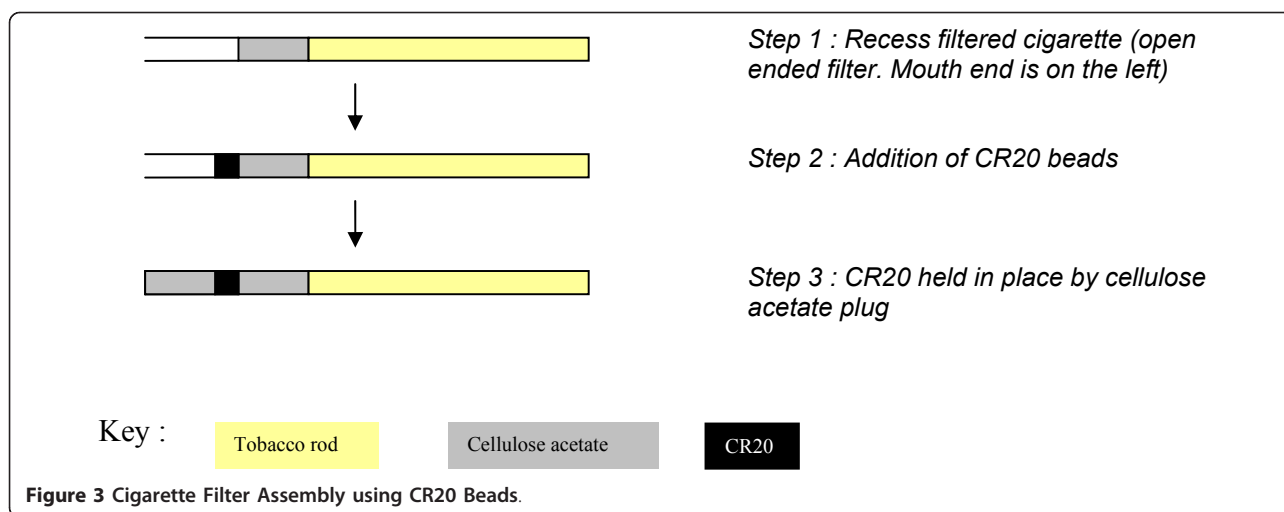 Step 1 : Recess filtered cigarette (open
ended filter. Mouth end is on the left)
Step 2 : Addition of CR20 beads
Step 3 : CR20 held in place by cellulose
acetate plug
Key :
Tobacco rod
Cellulose acetate
CR20
Figure 3 Cigarette Filter Assembly using CR20 Beads.